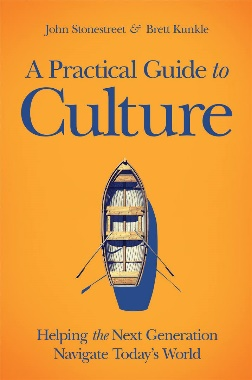 John Stonestreet & Brett Kunkle
A Practical Guide to
Culture
Helping the Next Generation
Navigate Today's World